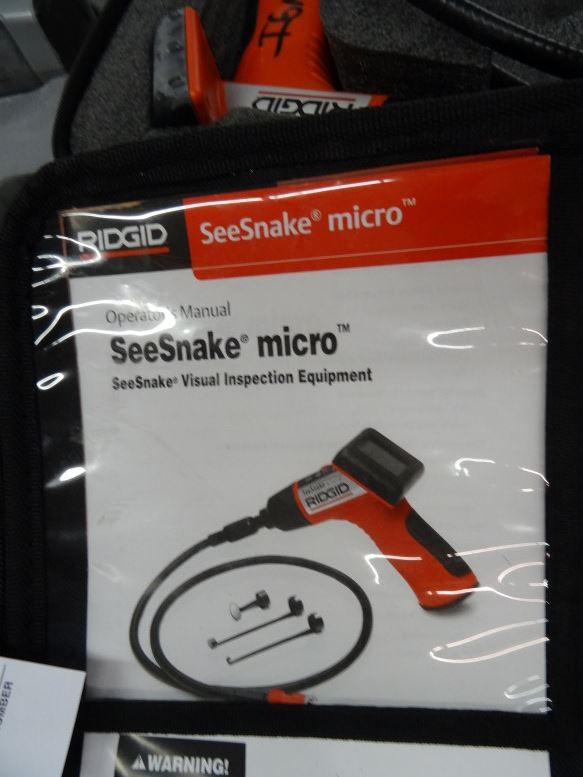 RIDGID
RIDGID
SeeSnake® micro™
Operator's Manual
SeeSnake® micro™
SeeSnake® Visual Inspection Equipment
RIDGID
⚠WARNING!